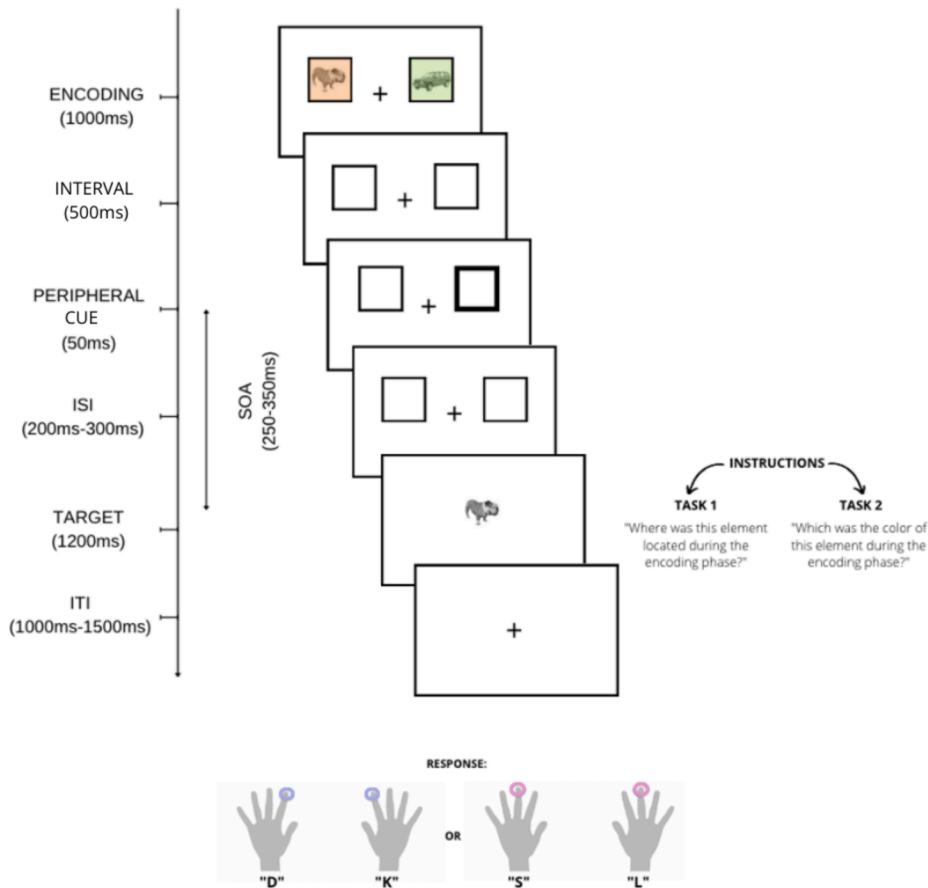 ENCODING
(1000ms)
INTERVAL
(500ms)
PERIPHERAL
CUE
(50ms)
ISI
(200ms-300ms)
SOA
(250-350ms)
TARGET
(1200ms)
ITI
(1000ms-1500ms)
INSTRUCTIONS
TASK 1
"Where was this element
located during the
encoding phase?"
TASK 2
"Which was the color of
this element during the
encoding phase?"
RESPONSE:
OR
"D"
"K"
"S"
"L"